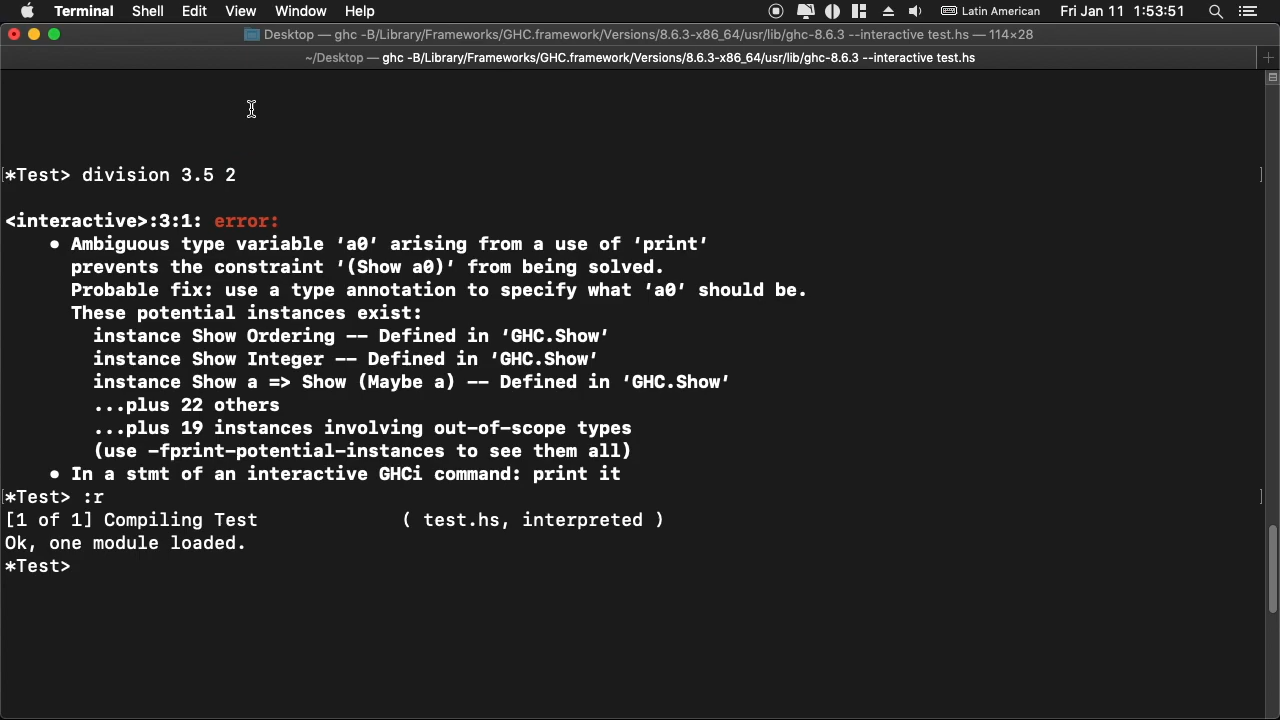 Terminal Shell Edit View Window Help Latin American Fri Jan 11 1:53:51
Desktop — ghc -B/Library/Frameworks/GHC.framework/Versions/8.6.3-x86_64/usr/lib/ghc-8.6.3 --interactive test.hs — 114×28
~/Desktop — ghc -B/Library/Frameworks/GHC.framework/Versions/8.6.3-x86_64/usr/lib/ghc-8.6.3 --interactive test.hs
[*Test> division 3.5 2 ]
<interactive>:3:1: error:
• Ambiguous type variable ‘a0’ arising from a use of ‘print’
prevents the constraint ‘(Show a0)’ from being solved.
Probable fix: use a type annotation to specify what ‘a0’ should be.
These potential instances exist:
instance Show Ordering -- Defined in ‘GHC.Show’
instance Show Integer -- Defined in ‘GHC.Show’
instance Show a => Show (Maybe a) -- Defined in ‘GHC.Show’
...plus 22 others
...plus 19 instances involving out-of-scope types
(use -fprint-potential-instances to see them all)
• In a stmt of an interactive GHCi command: print it
[*Test> :r ]
[1 of 1] Compiling Test ( test.hs, interpreted )
Ok, one module loaded.
*Test>